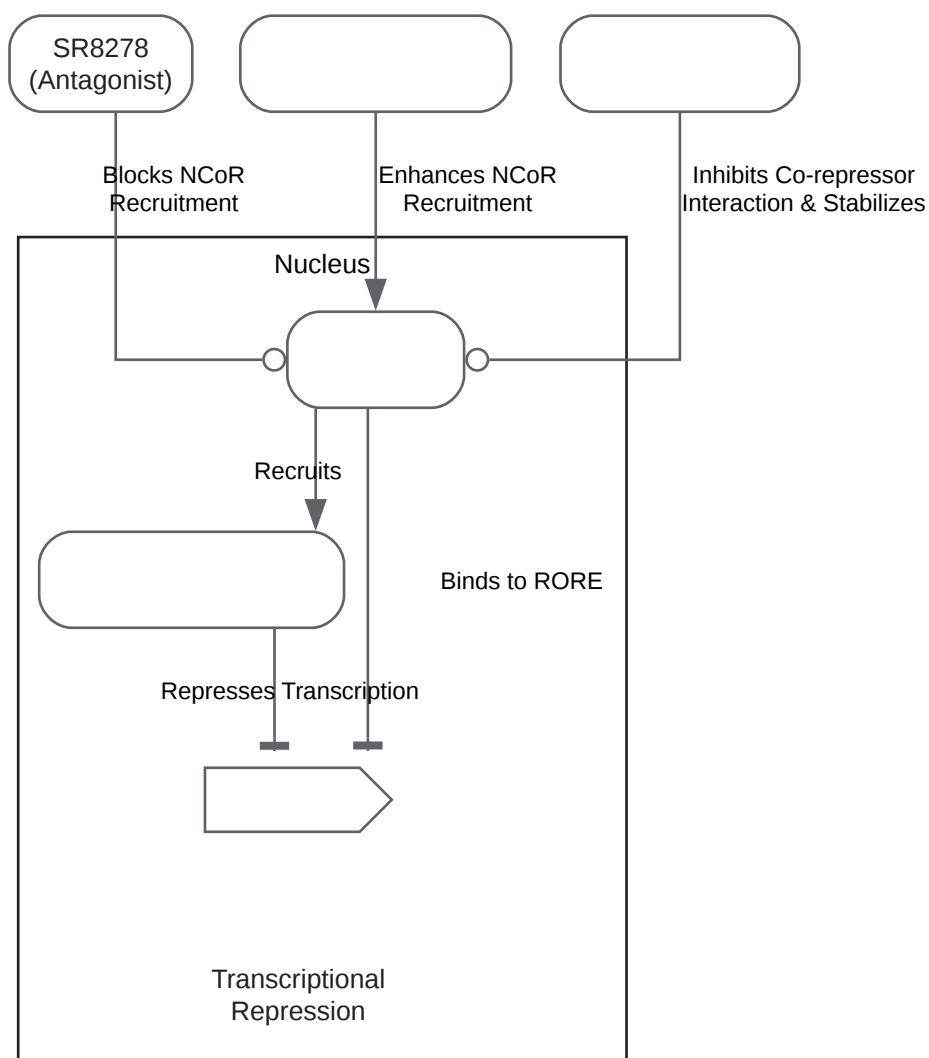 SR8278
(Antagonist)
Blocks NCoR
Recruitment
Enhances NCoR
Recruitment
Inhibits Co-repressor
Interaction & Stabilizes
Nucleus
Recruits
Binds to RORE
Represses Transcription
Transcriptional
Repression